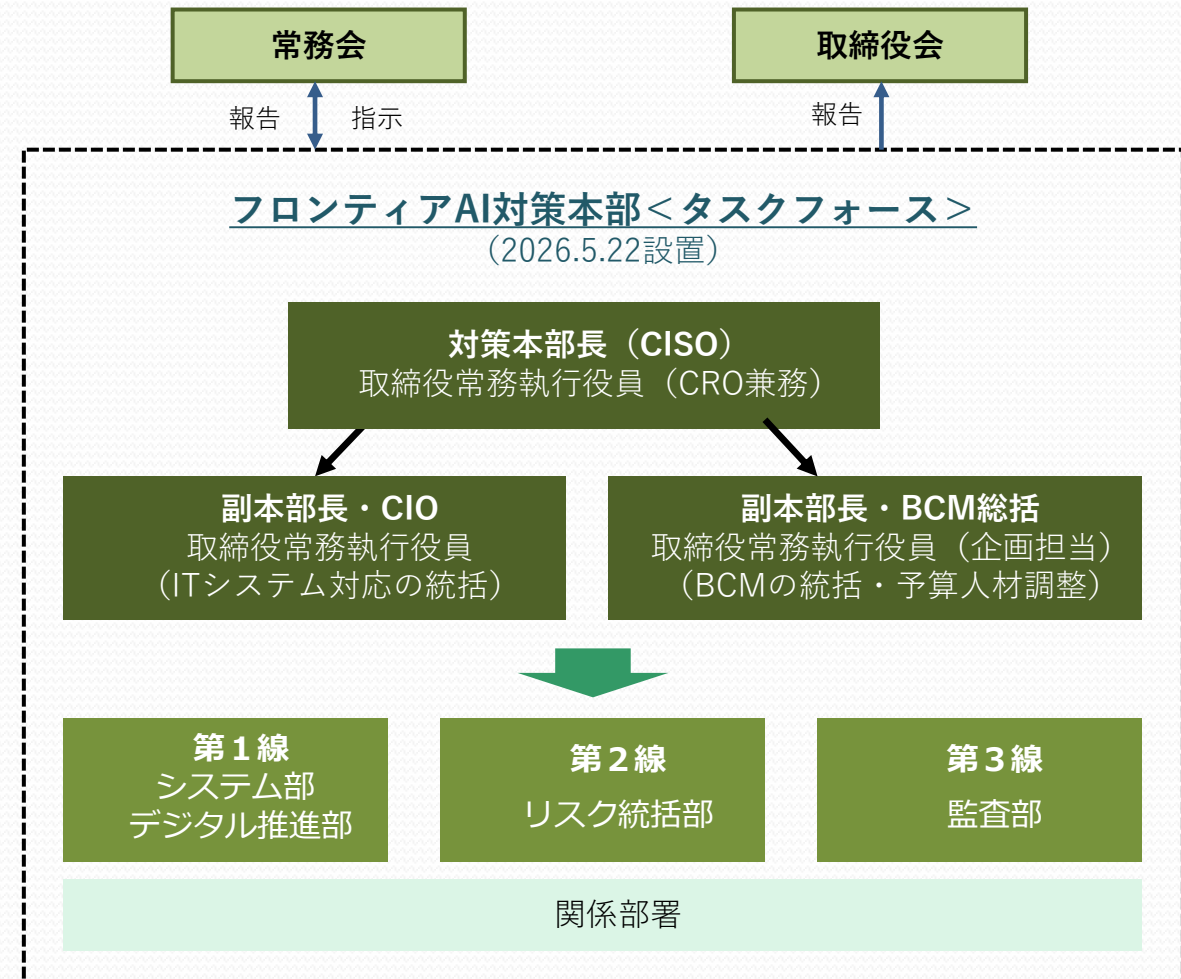 常務会
取締役会
報告
指示
報告
フロンティアAI対策本部＜タスクフォース＞
（2026.5.22設置）
対策本部長（CISO）
取締役常務執行役員（CRO兼務）
副本部長・CIO
取締役常務執行役員
（ITシステム対応の統括）
副本部長・BCM総括
取締役常務執行役員（企画担当）
（BCMの統括・予算人材調整）
第１線
システム部
デジタル推進部
第２線
リスク統括部
第３線
監査部
関係部署